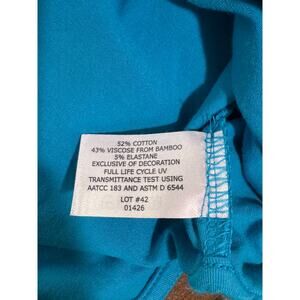 52% COTTON
43% VISCOSE FROM BAMBOO
5% ELASTANE
EXCLUSIVE OF DECORATION
FULL LIFE CYCLE UV
TRANSMITTANCE TEST USING
AATCC 183 AND ASTM D 6544
LOT #42
01426